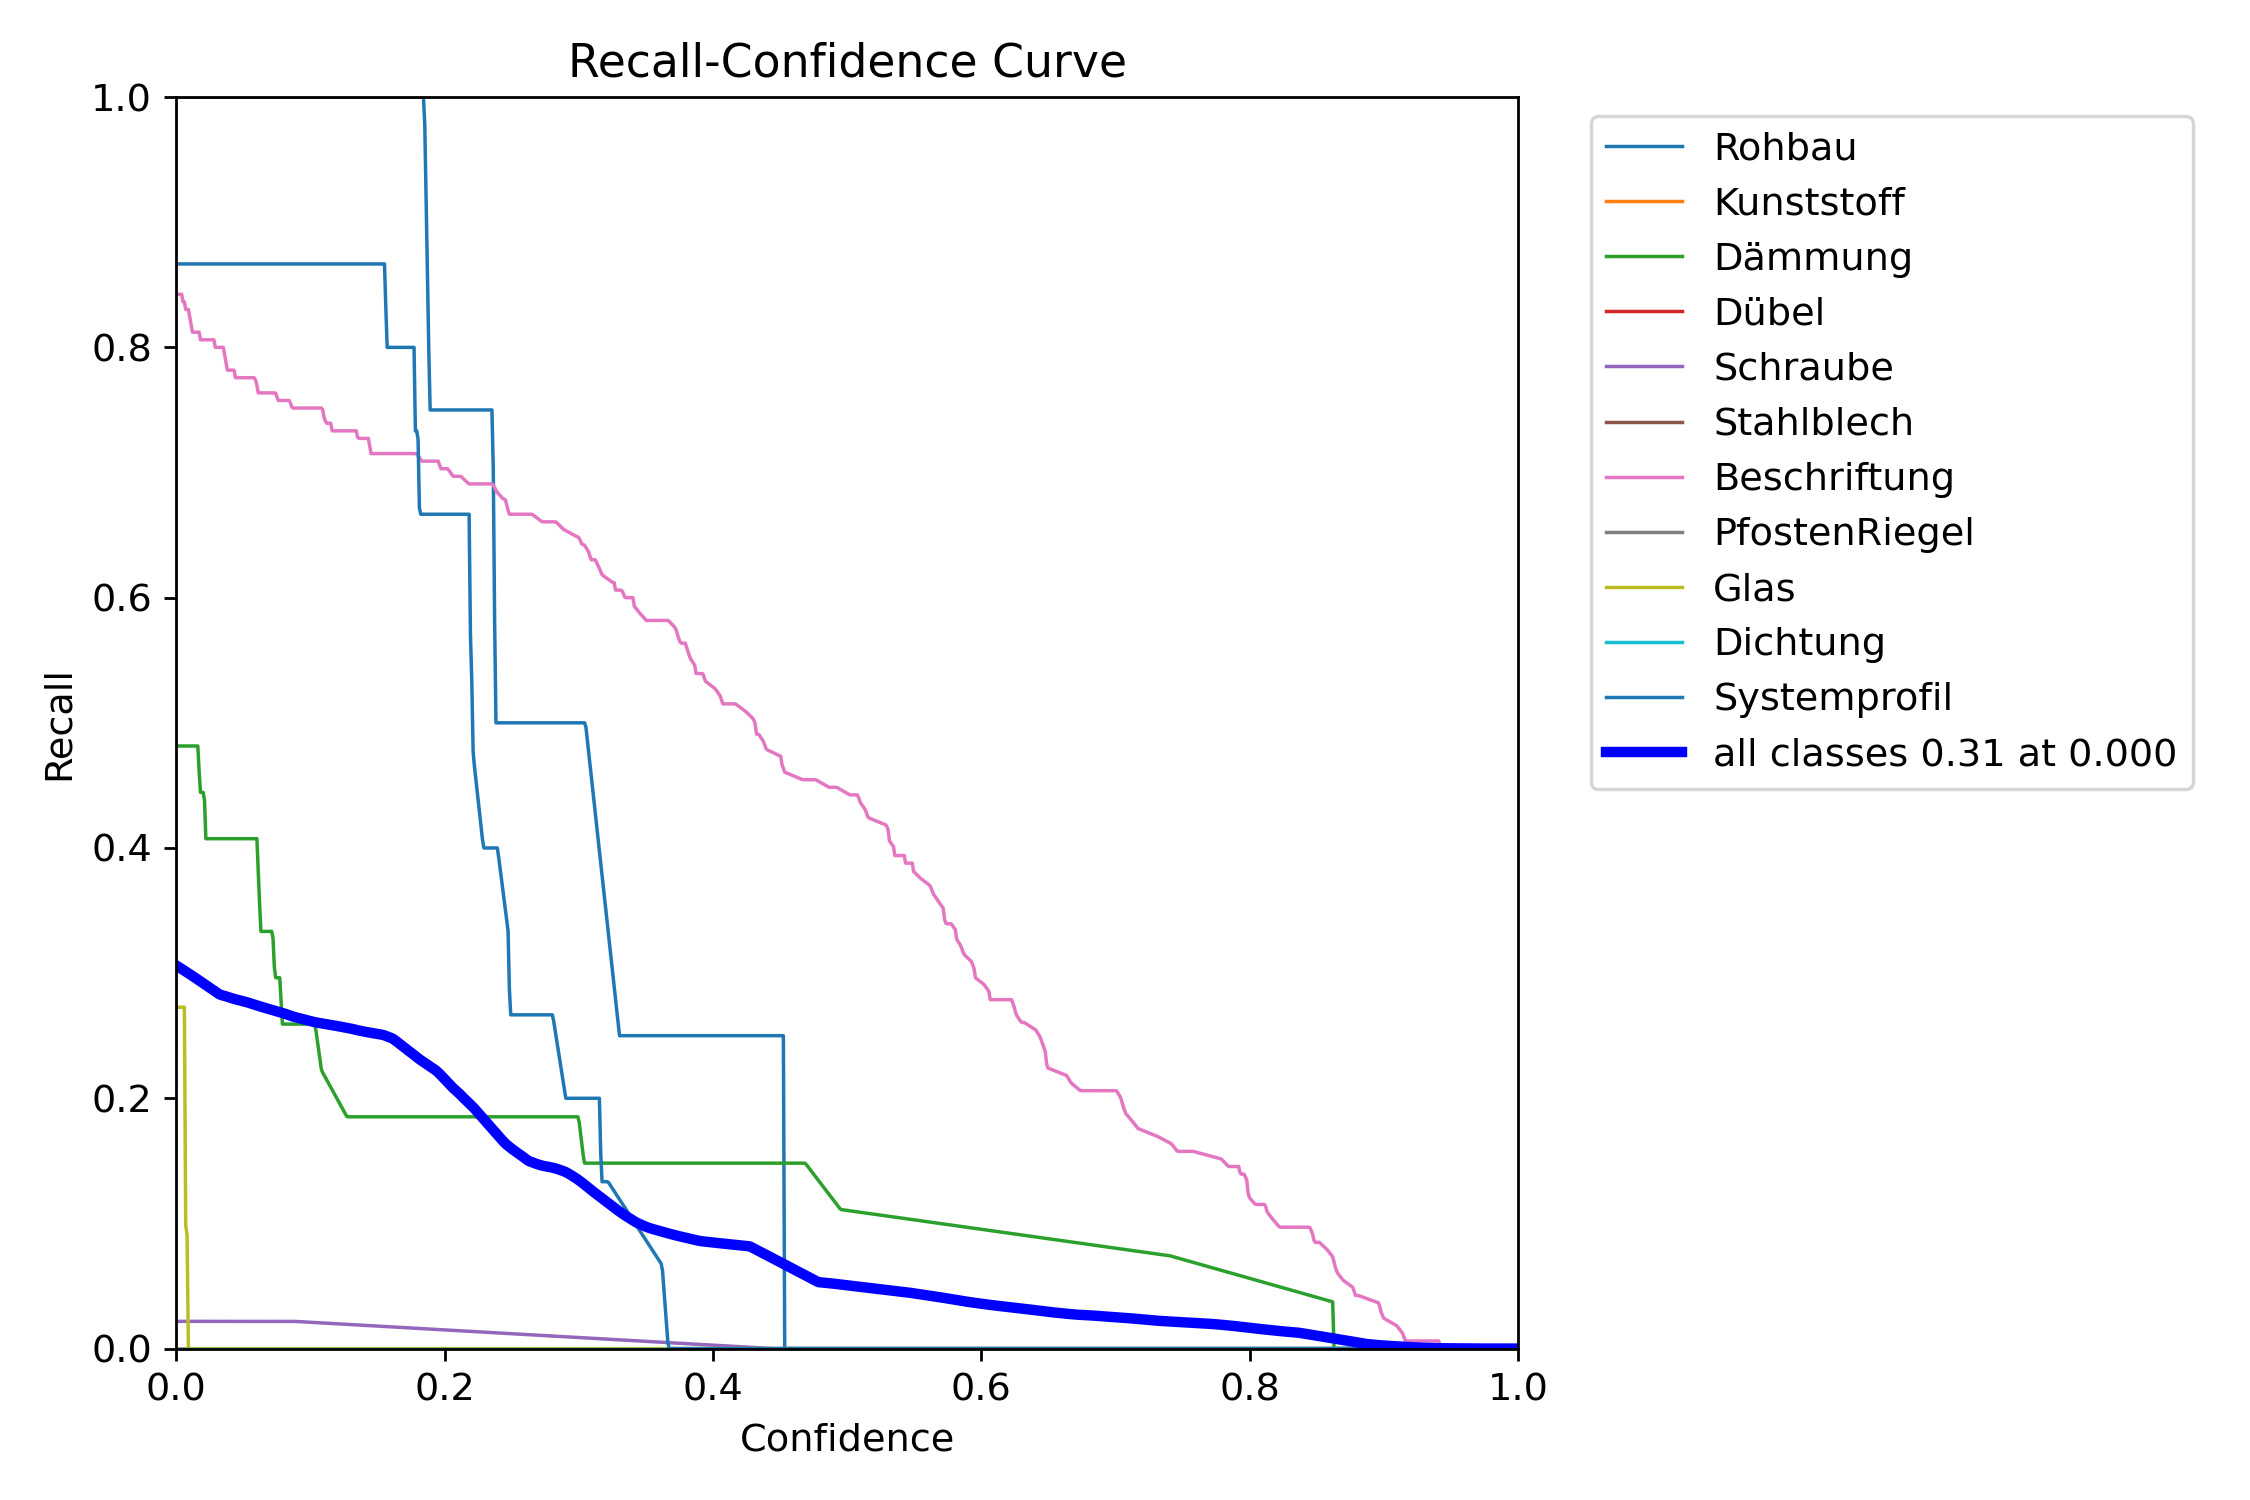 Recall-Confidence Curve
1.0
0.8
0.6
0.4
0.2
0.0
Recall
0.0 0.2 0.4 0.6 0.8 1.0
Confidence
Rohbau
Kunststoff
Dämmung
Dübel
Schraube
Stahlblech
Beschriftung
PfostenRiegel
Glas
Dichtung
Systemprofil
all classes 0.31 at 0.000